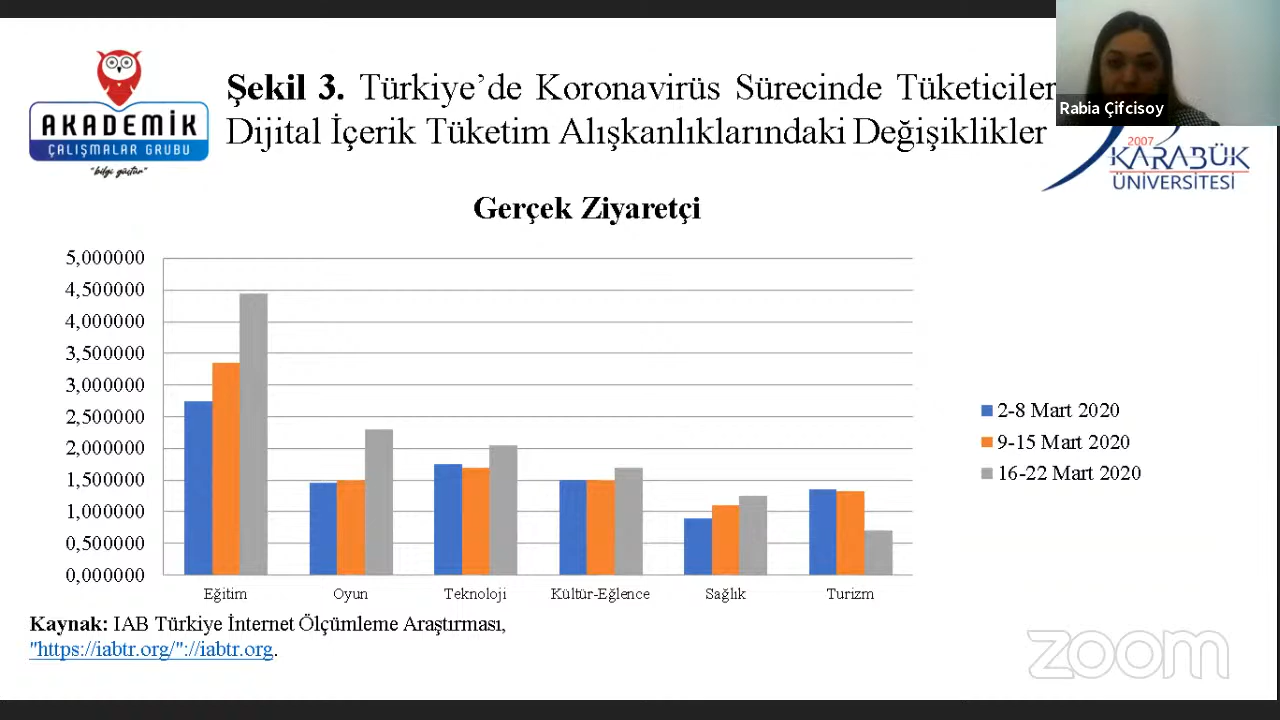 AKADEMİK
ÇALIŞMALAR GRUBU
"bilgi güçtür"
Şekil 3. Türkiye’de Koronavirüs Sürecinde Tüketiciler
Dijital İçerik Tüketim Alışkanlıklarındaki Değişiklikler
Rabia Çifcisoy
2007
KARABÜK
ÜNİVERSİTESİ
Gerçek Ziyaretçi
5,000000
4,500000
4,000000
3,500000
3,000000
2,500000
2,000000
1,500000
1,000000
0,500000
0,000000
Eğitim
Oyun
Teknoloji
Kültür-Eğlence
Sağlık
Turizm
2-8 Mart 2020
9-15 Mart 2020
16-22 Mart 2020
Kaynak: IAB Türkiye İnternet Ölçümleme Araştırması,
"https://iabtr.org/"://iabtr.org.
zoom